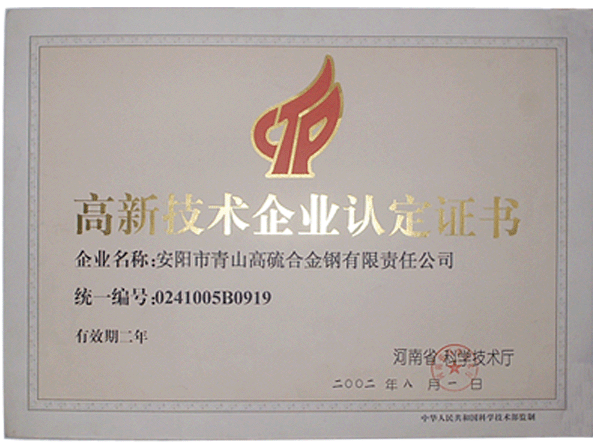 CTP
高新技术企业认定证书
企业名称:安阳市青山高硫合金钢有限责任公司
统一编号:0241005B0919
有效期二年
河南省 科学技术厅
二〇〇二 年 八 月 一 日
中华人民共和国科学技术部监制